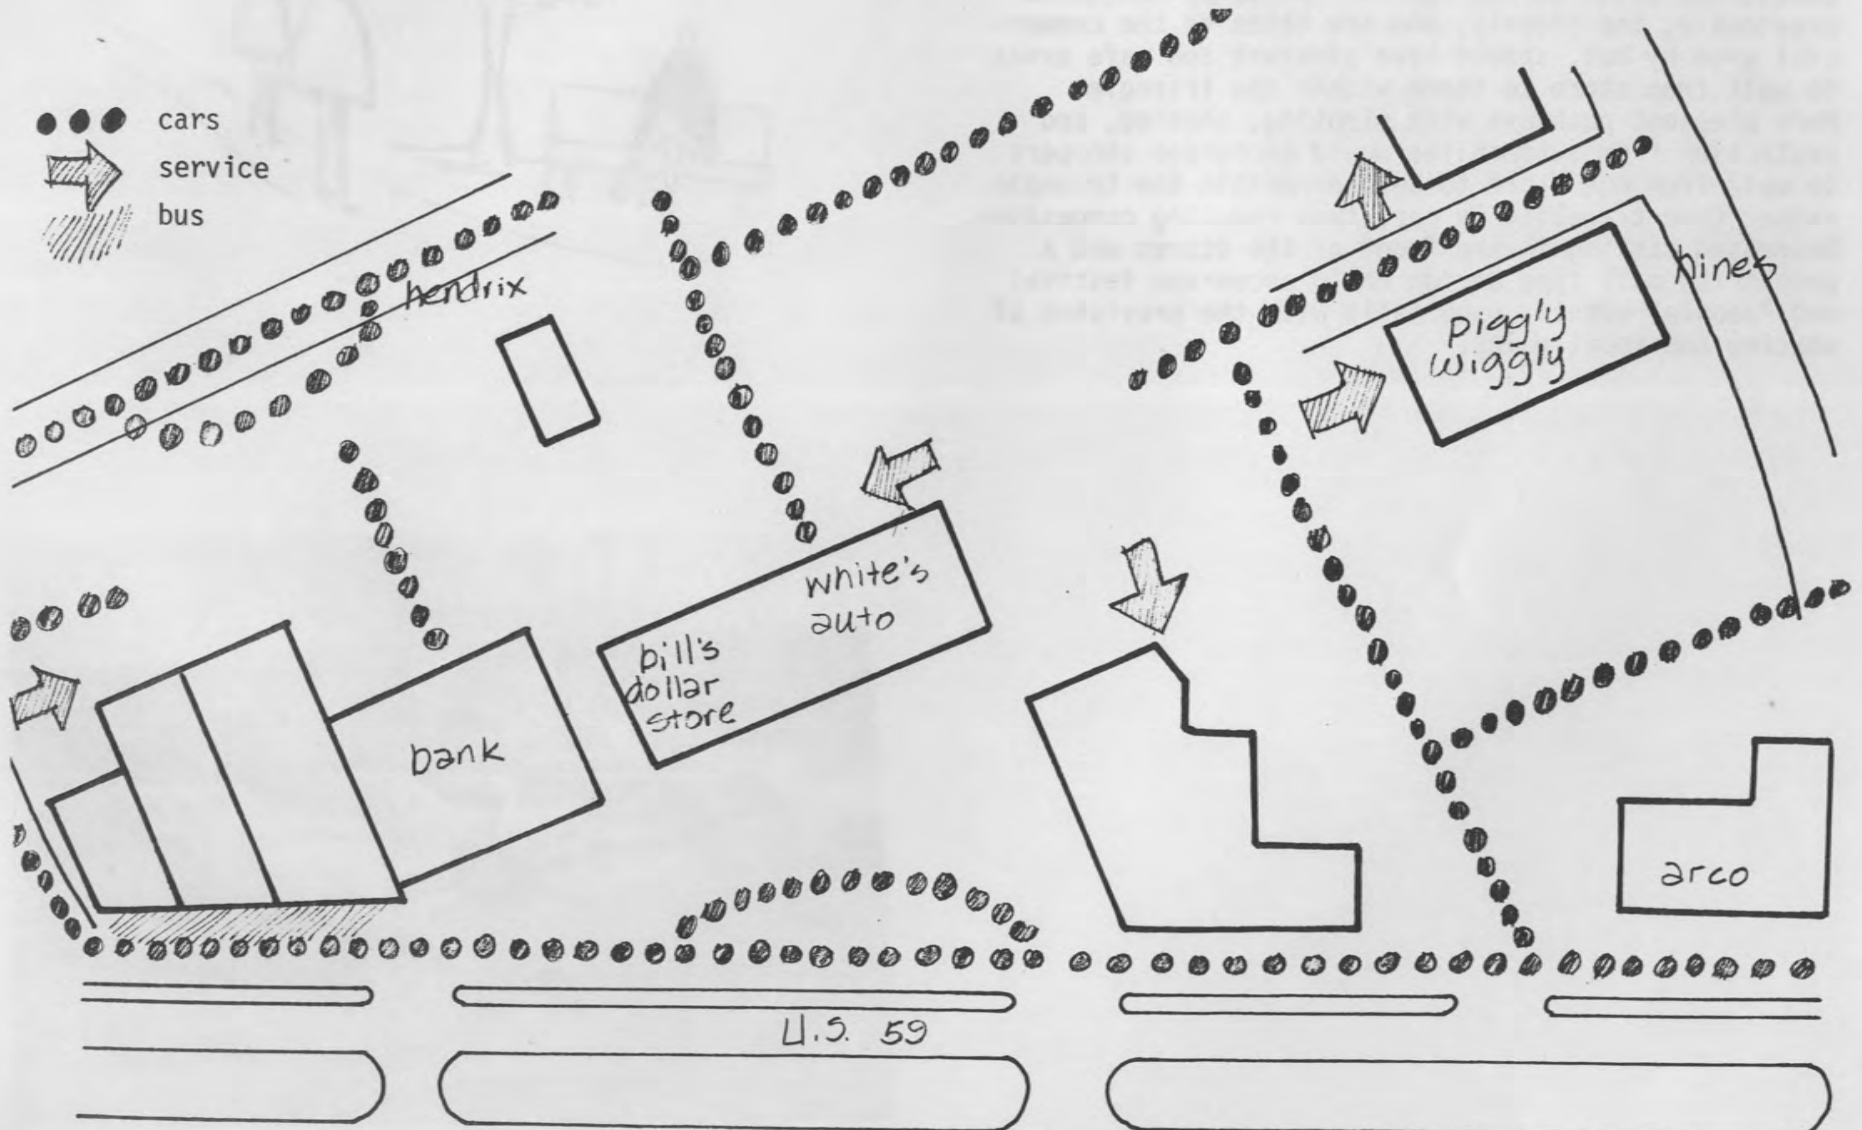 cars
service
bus
hendrix
hines
piggly
wiggly
white's
auto
bill's
dollar
store
bank
arco
U.S. 59